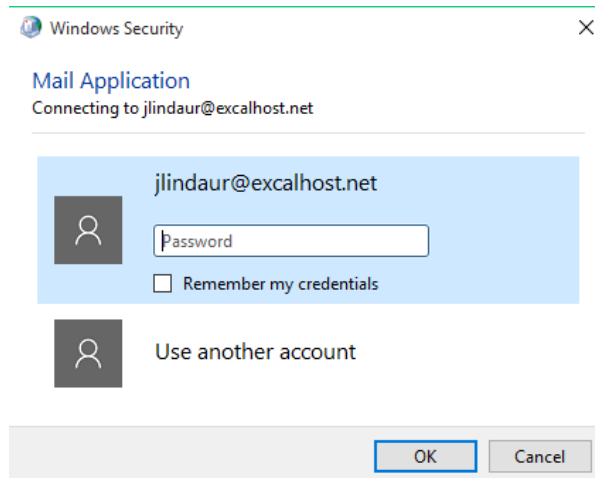 Windows Security
Mail Application
Connecting to jlindaur@excalhost.net
jlindaur@excalhost.net
Password
Remember my credentials
Use another account
OK Cancel